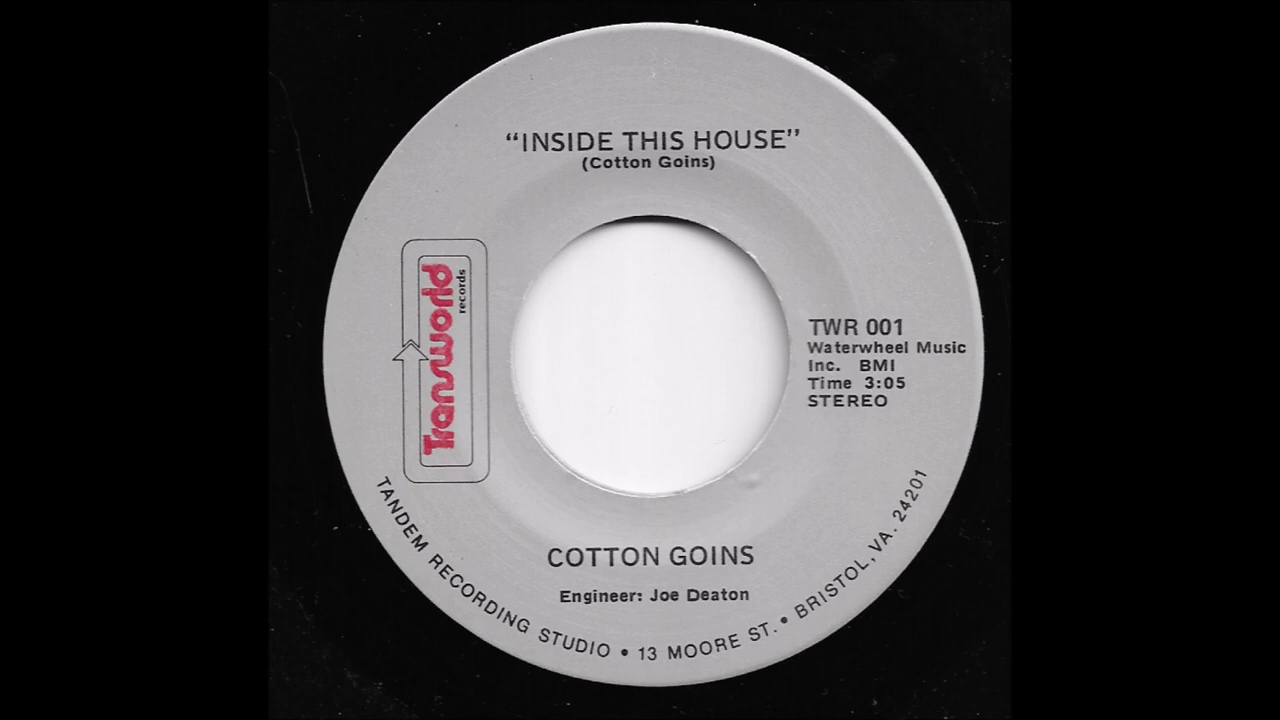 “INSIDE THIS HOUSE”
(Cotton Goins)
Transworld
records
TWR 001
Waterwheel Music
Inc. BMI
Time 3:05
STEREO
COTTON GOINS
Engineer: Joe Deaton
TANDEM RECORDING STUDIO • 13 MOORE ST. • BRISTOL, VA. 24201